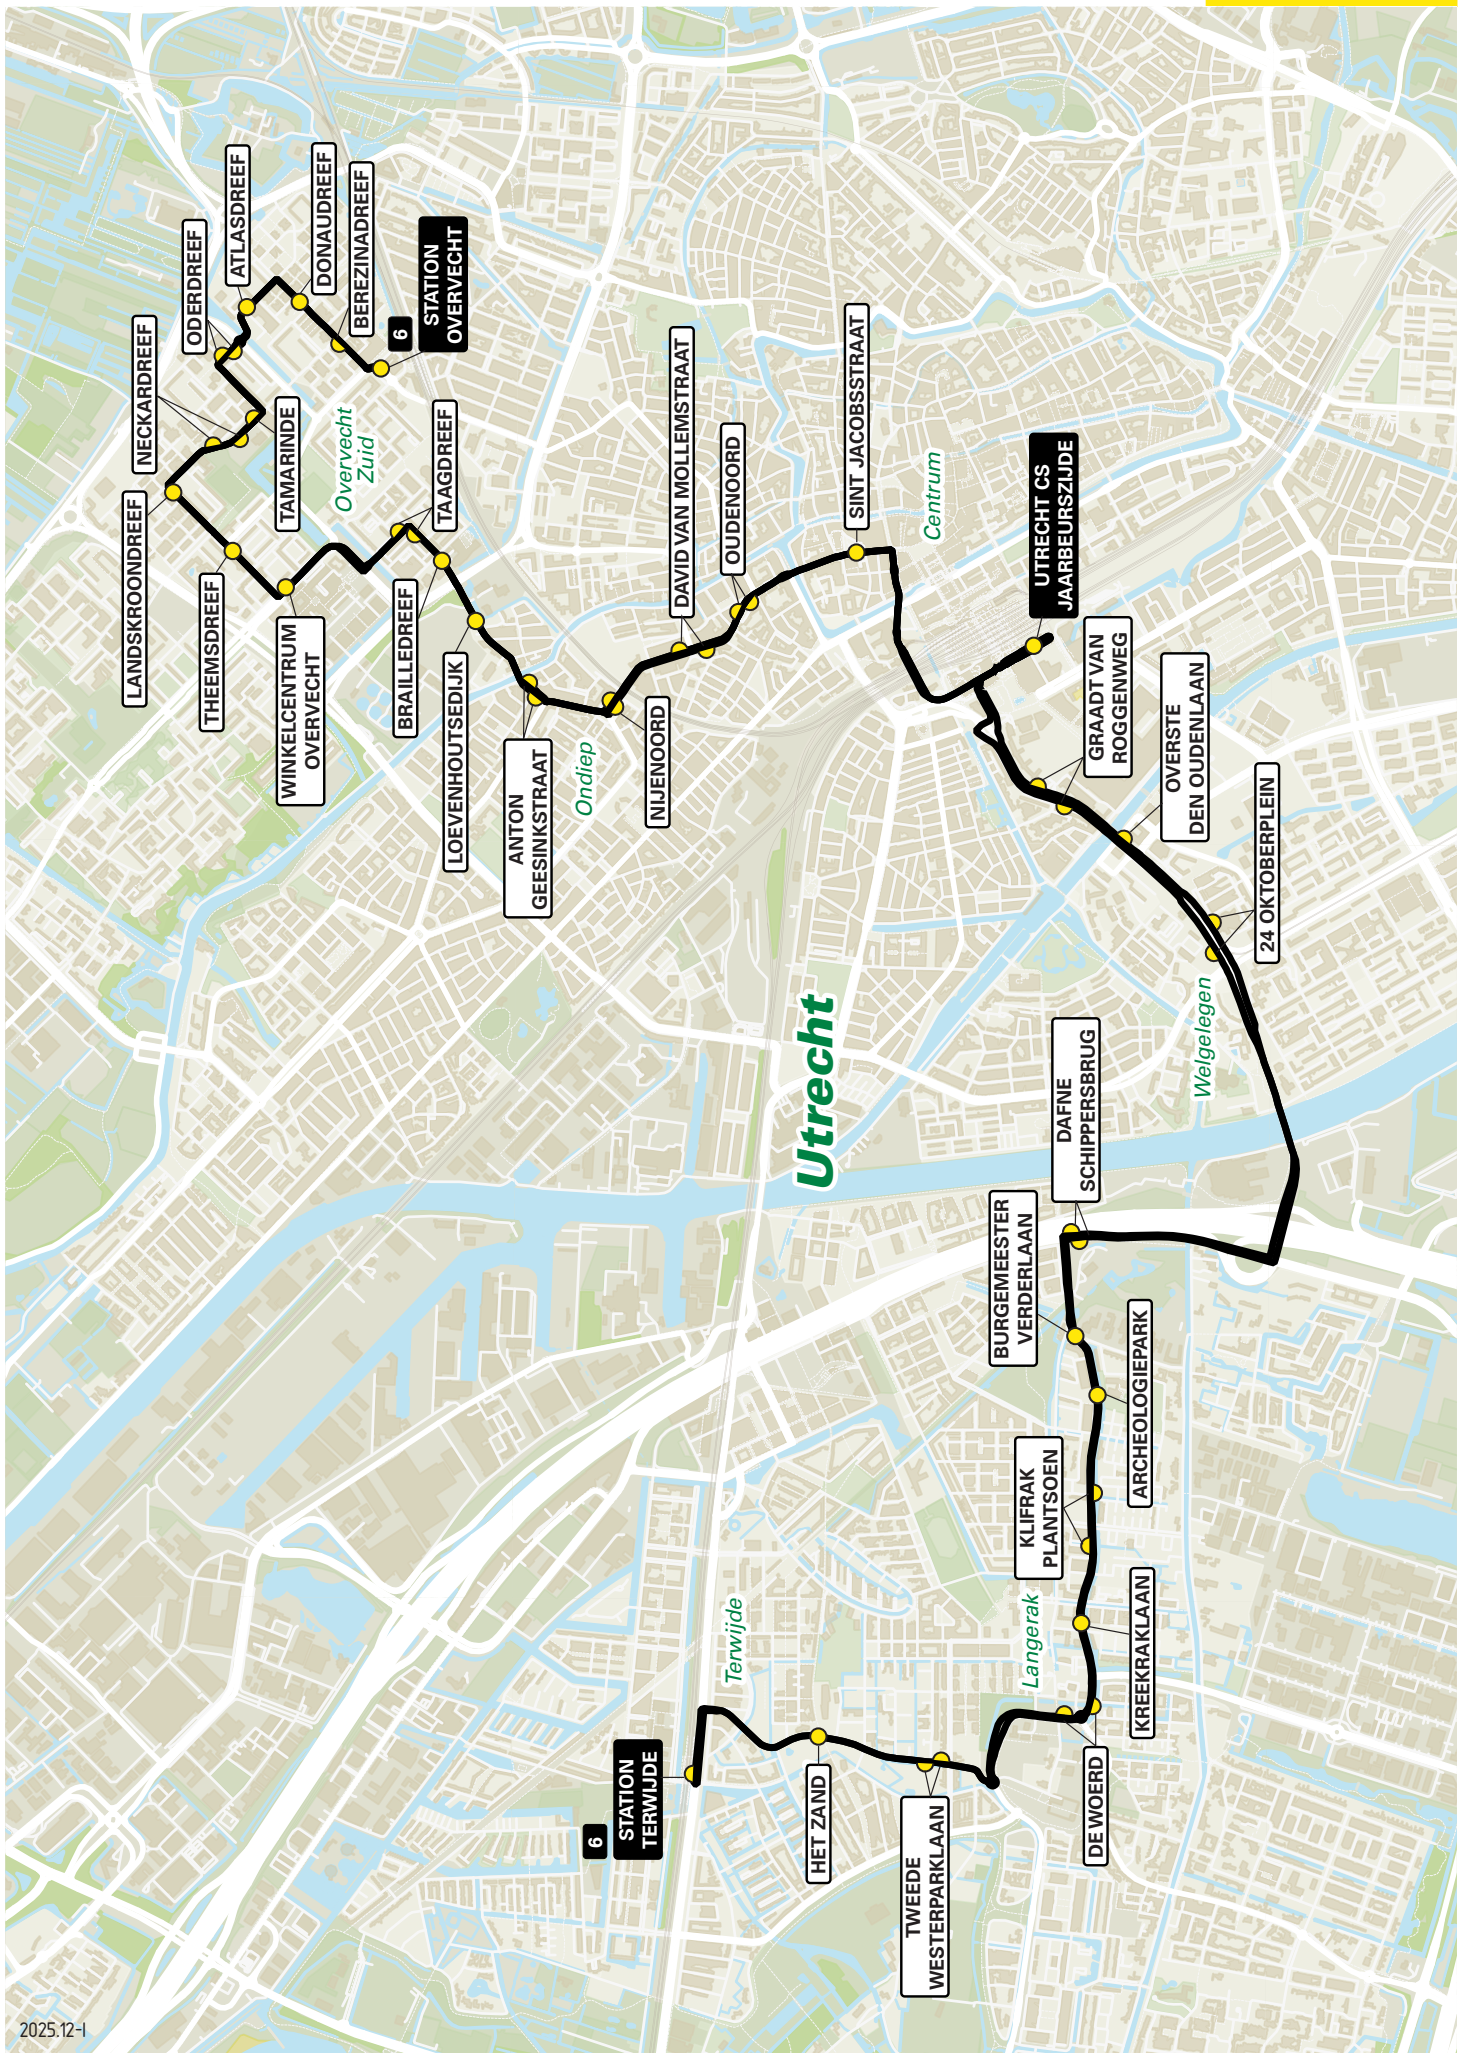 ATLASDREEF
DONAUDREEF
BEREZINADREEF
ODERDREEF
6
STATION
OVERVECHT
NECKARDREEF
TAMARINDE
Overvecht
Zuid
TAAGDREEF
LANDSKROONDREEF
THEEMSDREEF
WINKELCENTRUM
OVERVECHT
BRAILLEDREEF
LOEVENHOUTSEDIJK
ANTON
GEESINKSTRAAT
Ondiep
NIJENOORD
DAVID VAN MOLLEMSTRAAT
OUDENOORD
SINT JACOBSSTRAAT
Centrum
UTRECHT CS
JAARBEURSZIJDE
GRAADT VAN
ROGGENWEG
OVERSTE
DEN OUDENLAAN
24 OKTOBERPLEIN
Welgelegen
Utrecht
DAFNE
SCHIPPERSBRUG
BURGEMEESTER
VERDERLAAN
ARCHEOLOGIEPARK
KLIFRAK
PLANTSOEN
KREEKRAKLAAN
Langerak
DE WOERD
TWEEDE
WESTERPARKLAAN
HET ZAND
Terwijde
6
STATION
TERWIJDE
2025.12-I